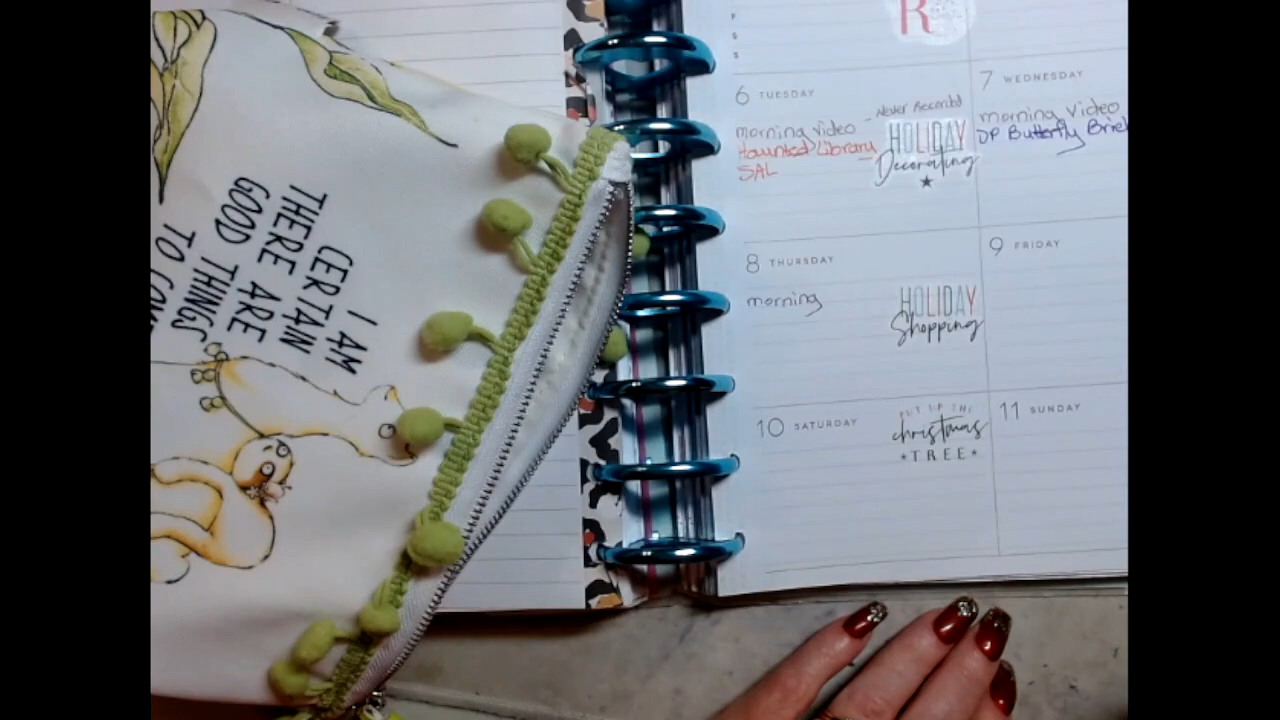 I AM
CERTAIN
THERE ARE
GOOD THINGS
TO
F
S
S
R
6 TUESDAY
morning video - Never Recorded
Haunted Library
SAL
HOLIDAY
Decorating
7 WEDNESDAY
morning video
DP Butterfly
8 THURSDAY
morning
HOLIDAY
Shopping
9 FRIDAY
10 SATURDAY
PUT UP THE
christmas
TREE
11 SUNDAY